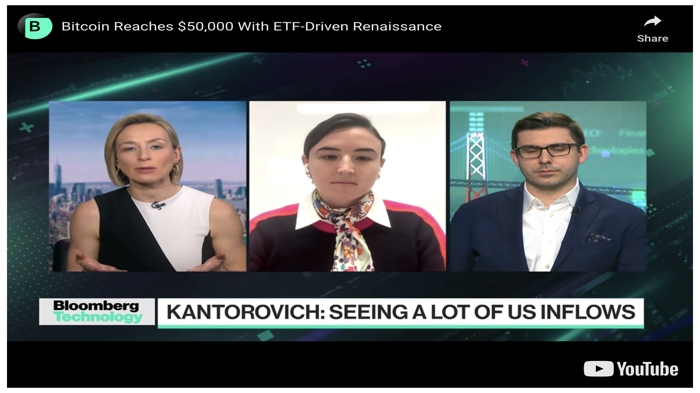 B
Bitcoin Reaches $50,000 With ETF-Driven Renaissance
Share
Bloomberg
Technology
KANTOROVICH: SEEING A LOT OF US INFLOWS
YouTube